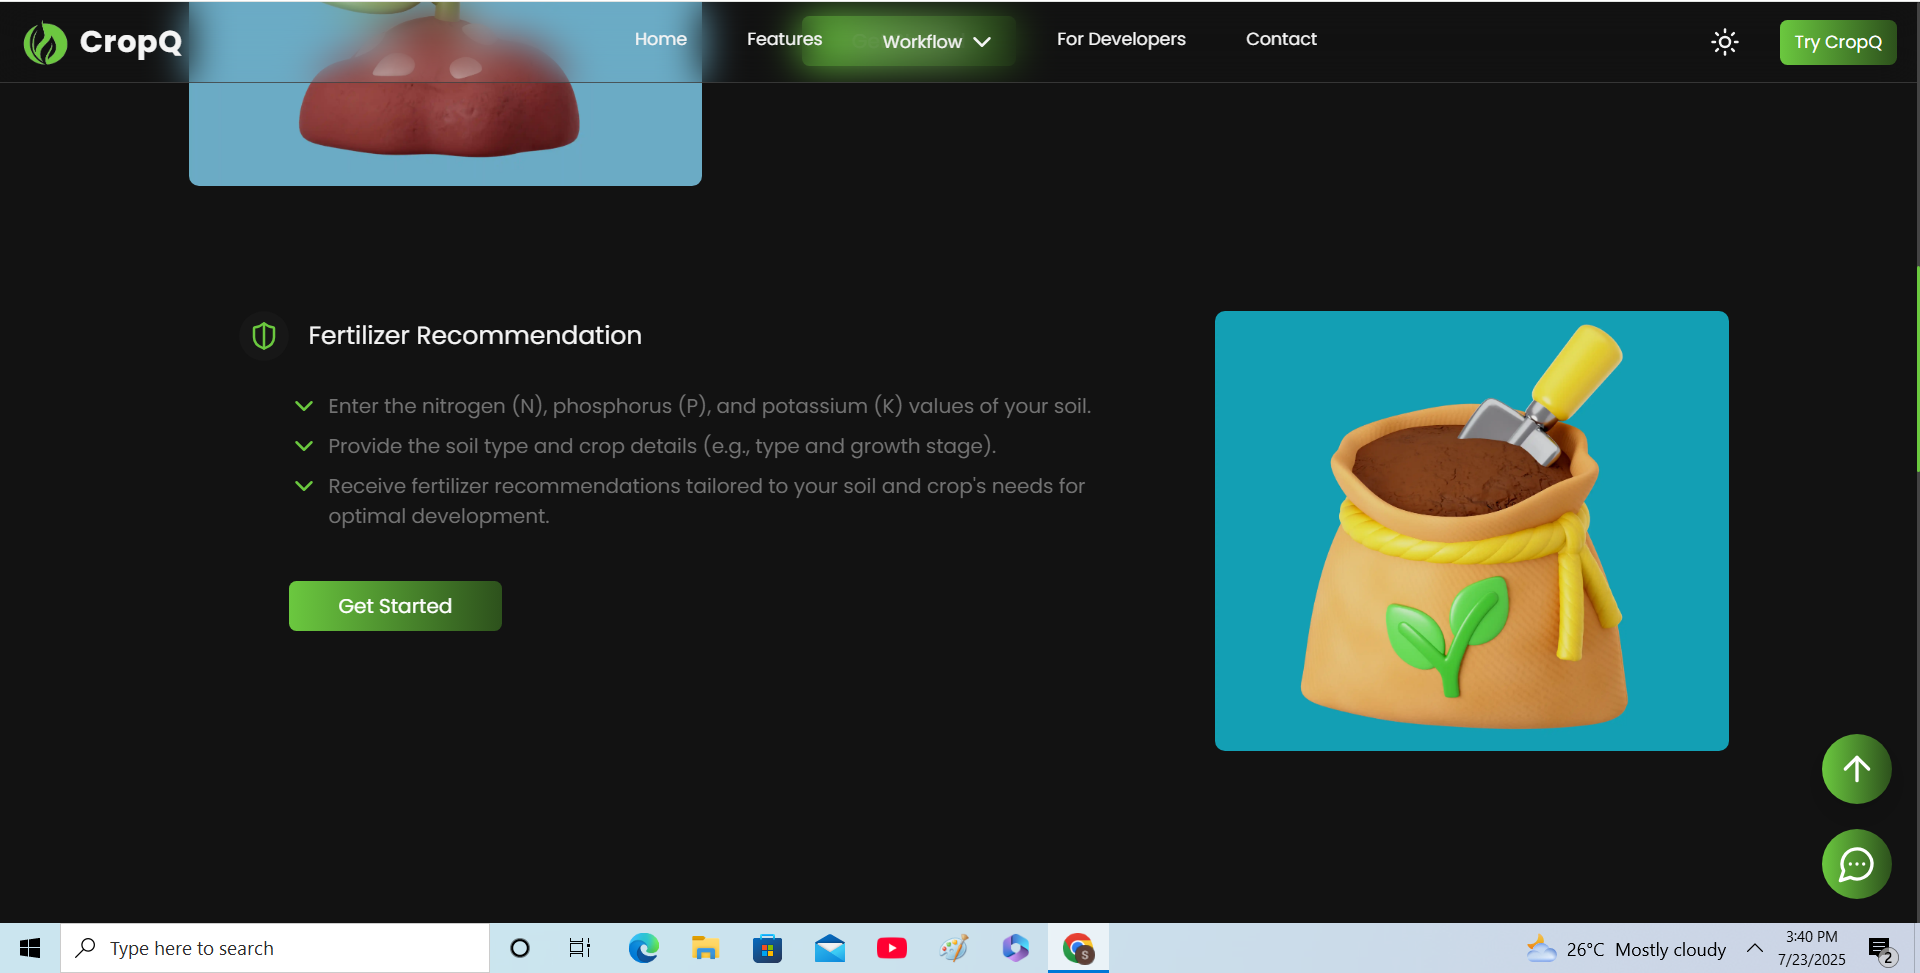 CropQ
Home
Features
Workflow
For Developers
Contact
Try CropQ
Fertilizer Recommendation
Enter the nitrogen (N), phosphorus (P), and potassium (K) values of your soil.
Provide the soil type and crop details (e.g., type and growth stage).
Receive fertilizer recommendations tailored to your soil and crop's needs for
optimal development.
Get Started
Type here to search
S
26°C Mostly cloudy
3:40 PM
7/23/2025
2